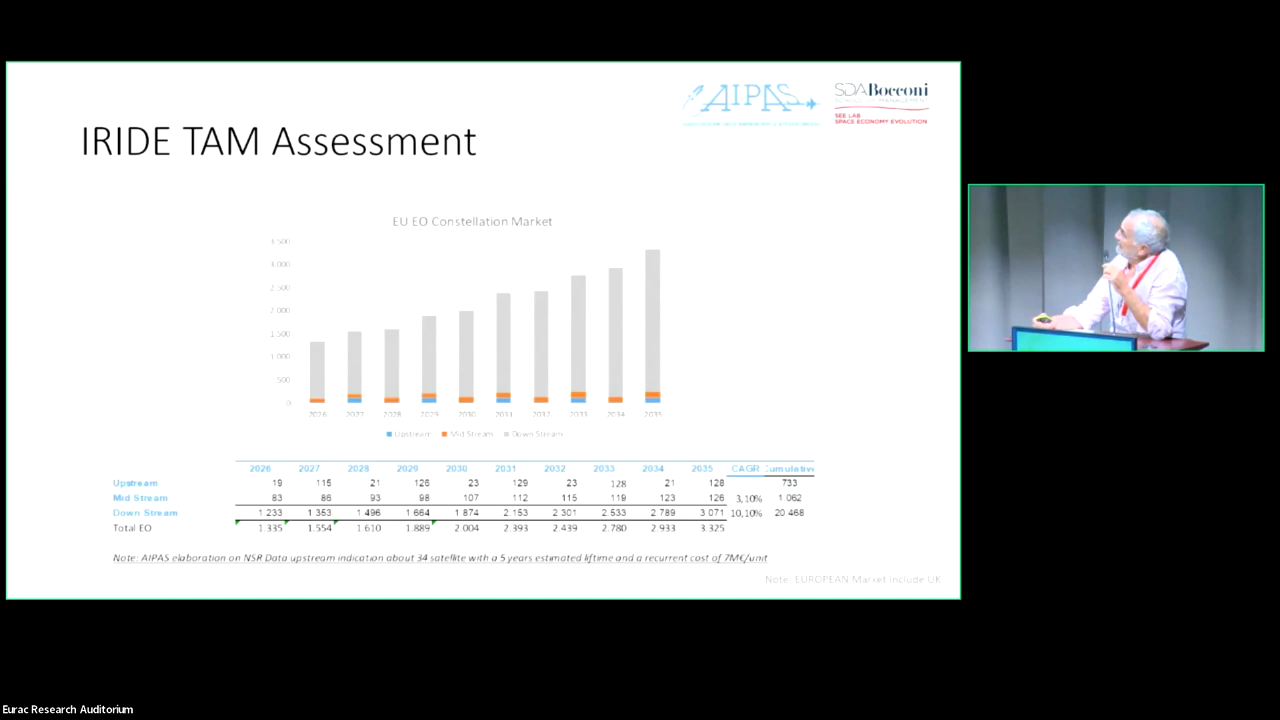 AIPAS
SDABocconi
SCHOOL OF MANAGEMENT
SEE LAB
SPACE ECONOMY EVOLUTION
IRIDE TAM Assessment
EU EO Constellation Market
3.500
3.000
2.500
2.000
1.500
1.000
500
0
2026 2027 2028 2029 2030 2031 2032 2033 2034 2035
Upstream Mid Stream Down Stream
2026 2027 2028 2029 2030 2031 2032 2033 2034 2035 CAGR Cumulative
Upstream 19 115 21 126 23 129 23 128 21 128 733
Mid Stream 83 86 93 98 107 112 115 119 123 126 3,10% 1.062
Down Stream 1.233 1.353 1.496 1.664 1.874 2.153 2.301 2.533 2.789 3.071 10,10% 20.468
Total EO 1.335 1.554 1.610 1.889 2.004 2.393 2.439 2.780 2.933 3.325
Note: AIPAS elaboration on NSR Data upstream indication about 34 satellite with a 5 years estimated liftime and a recurrent cost of 7M€/unit
Note: EUROPEAN Market Include UK
Eurac Research Auditorium